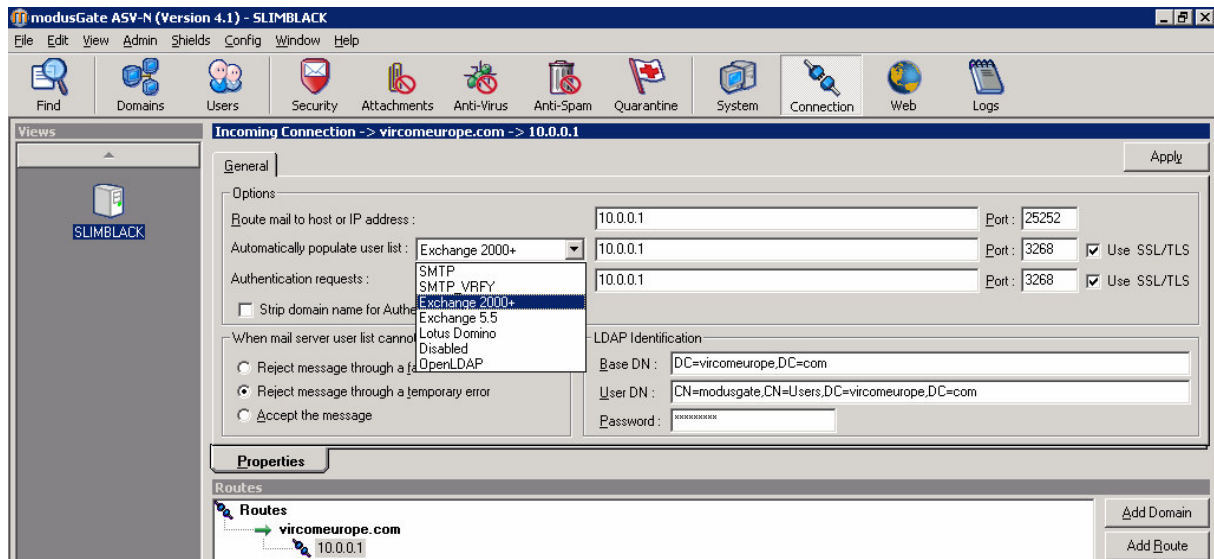 modusGate ASV-N (Version 4.1) - SLIMBLACK
File Edit View Admin Shields Config Window Help
Find Domains Users Security Attachments Anti-Virus Anti-Spam Quarantine System Connection Web Logs
Views
SLIMBLACK
Incoming Connection -> vircomeurope.com -> 10.0.0.1
Apply
General
Options
Route mail to host or IP address : 10.0.0.1 Port : 25252
Automatically populate user list : Exchange 2000+ 10.0.0.1 Port : 3268 Use SSL/TLS
Authentication requests : 10.0.0.1 Port : 3268 Use SSL/TLS
SMTP
SMTP_VRFY
Exchange 2000+
Exchange 5.5
Lotus Domino
Disabled
OpenLDAP
Strip domain name for Authe
When mail server user list cannot
Reject message through a fa
Reject message through a temporary error
Accept the message
LDAP Identification
Base DN : DC=vircomeurope,DC=com
User DN : CN=modusgate,CN=Users,DC=vircomeurope,DC=com
Password : *********
Properties
Routes
Routes
vircomeurope.com
10.0.0.1
Add Domain
Add Route